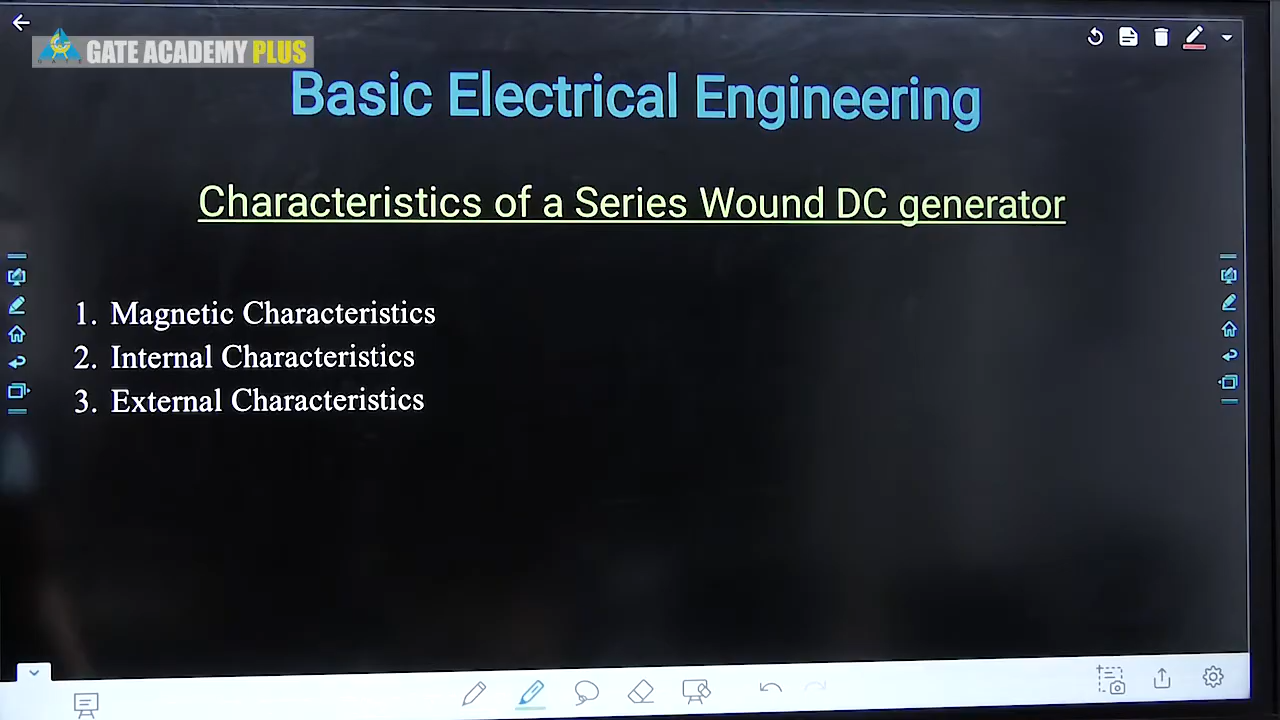 GATE ACADEMY PLUS
Basic Electrical Engineering
Characteristics of a Series Wound DC generator
1. Magnetic Characteristics
2. Internal Characteristics
3. External Characteristics